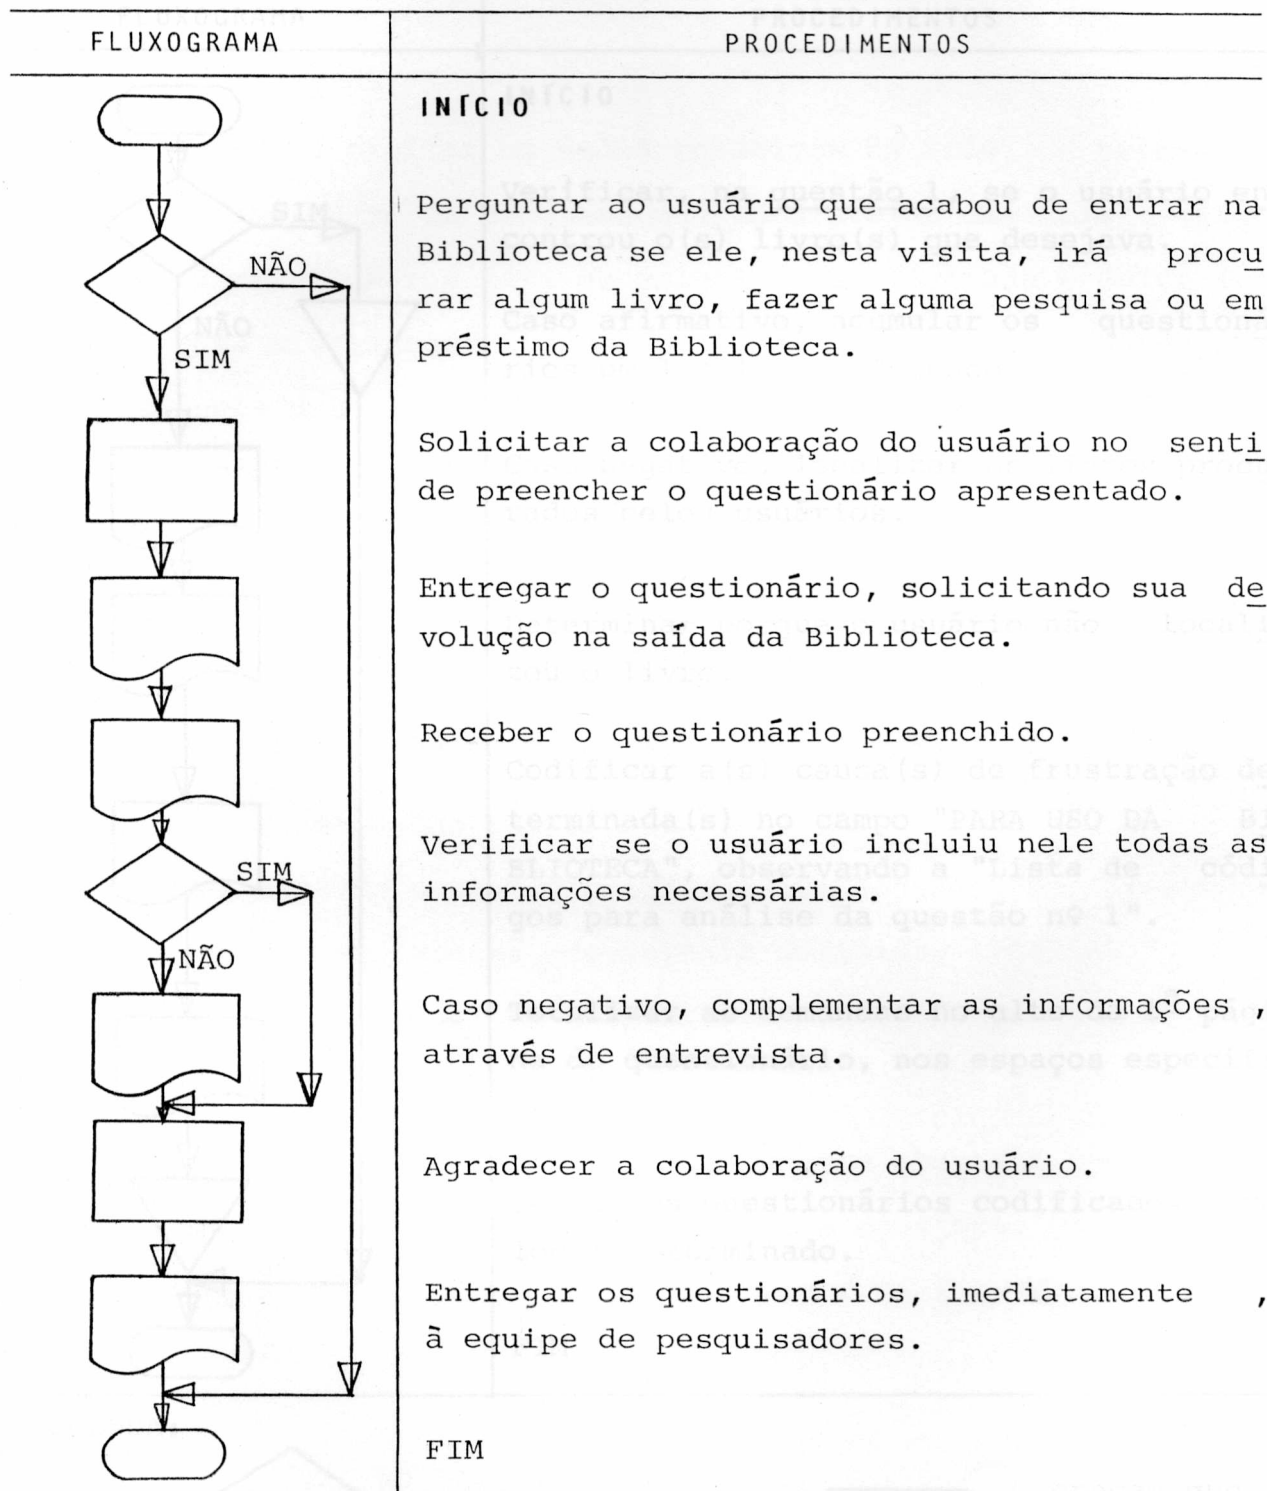 FLUXOGRAMA
PROCEDIMENTOS
INÍCIO
Perguntar ao usuário que acabou de entrar na
Biblioteca se ele, nesta visita, irá procu
rar algum livro, fazer alguma pesquisa ou em
préstimo da Biblioteca.
NÃO
SIM
Solicitar a colaboração do usuário no senti
de preencher o questionário apresentado.
Entregar o questionário, solicitando sua de
volução na saída da Biblioteca.
Receber o questionário preenchido.
Verificar se o usuário incluiu nele todas as
informações necessárias.
SIM
NÃO
Caso negativo, complementar as informações ,
através de entrevista.
Agradecer a colaboração do usuário.
Entregar os questionários, imediatamente ,
à equipe de pesquisadores.
FIM